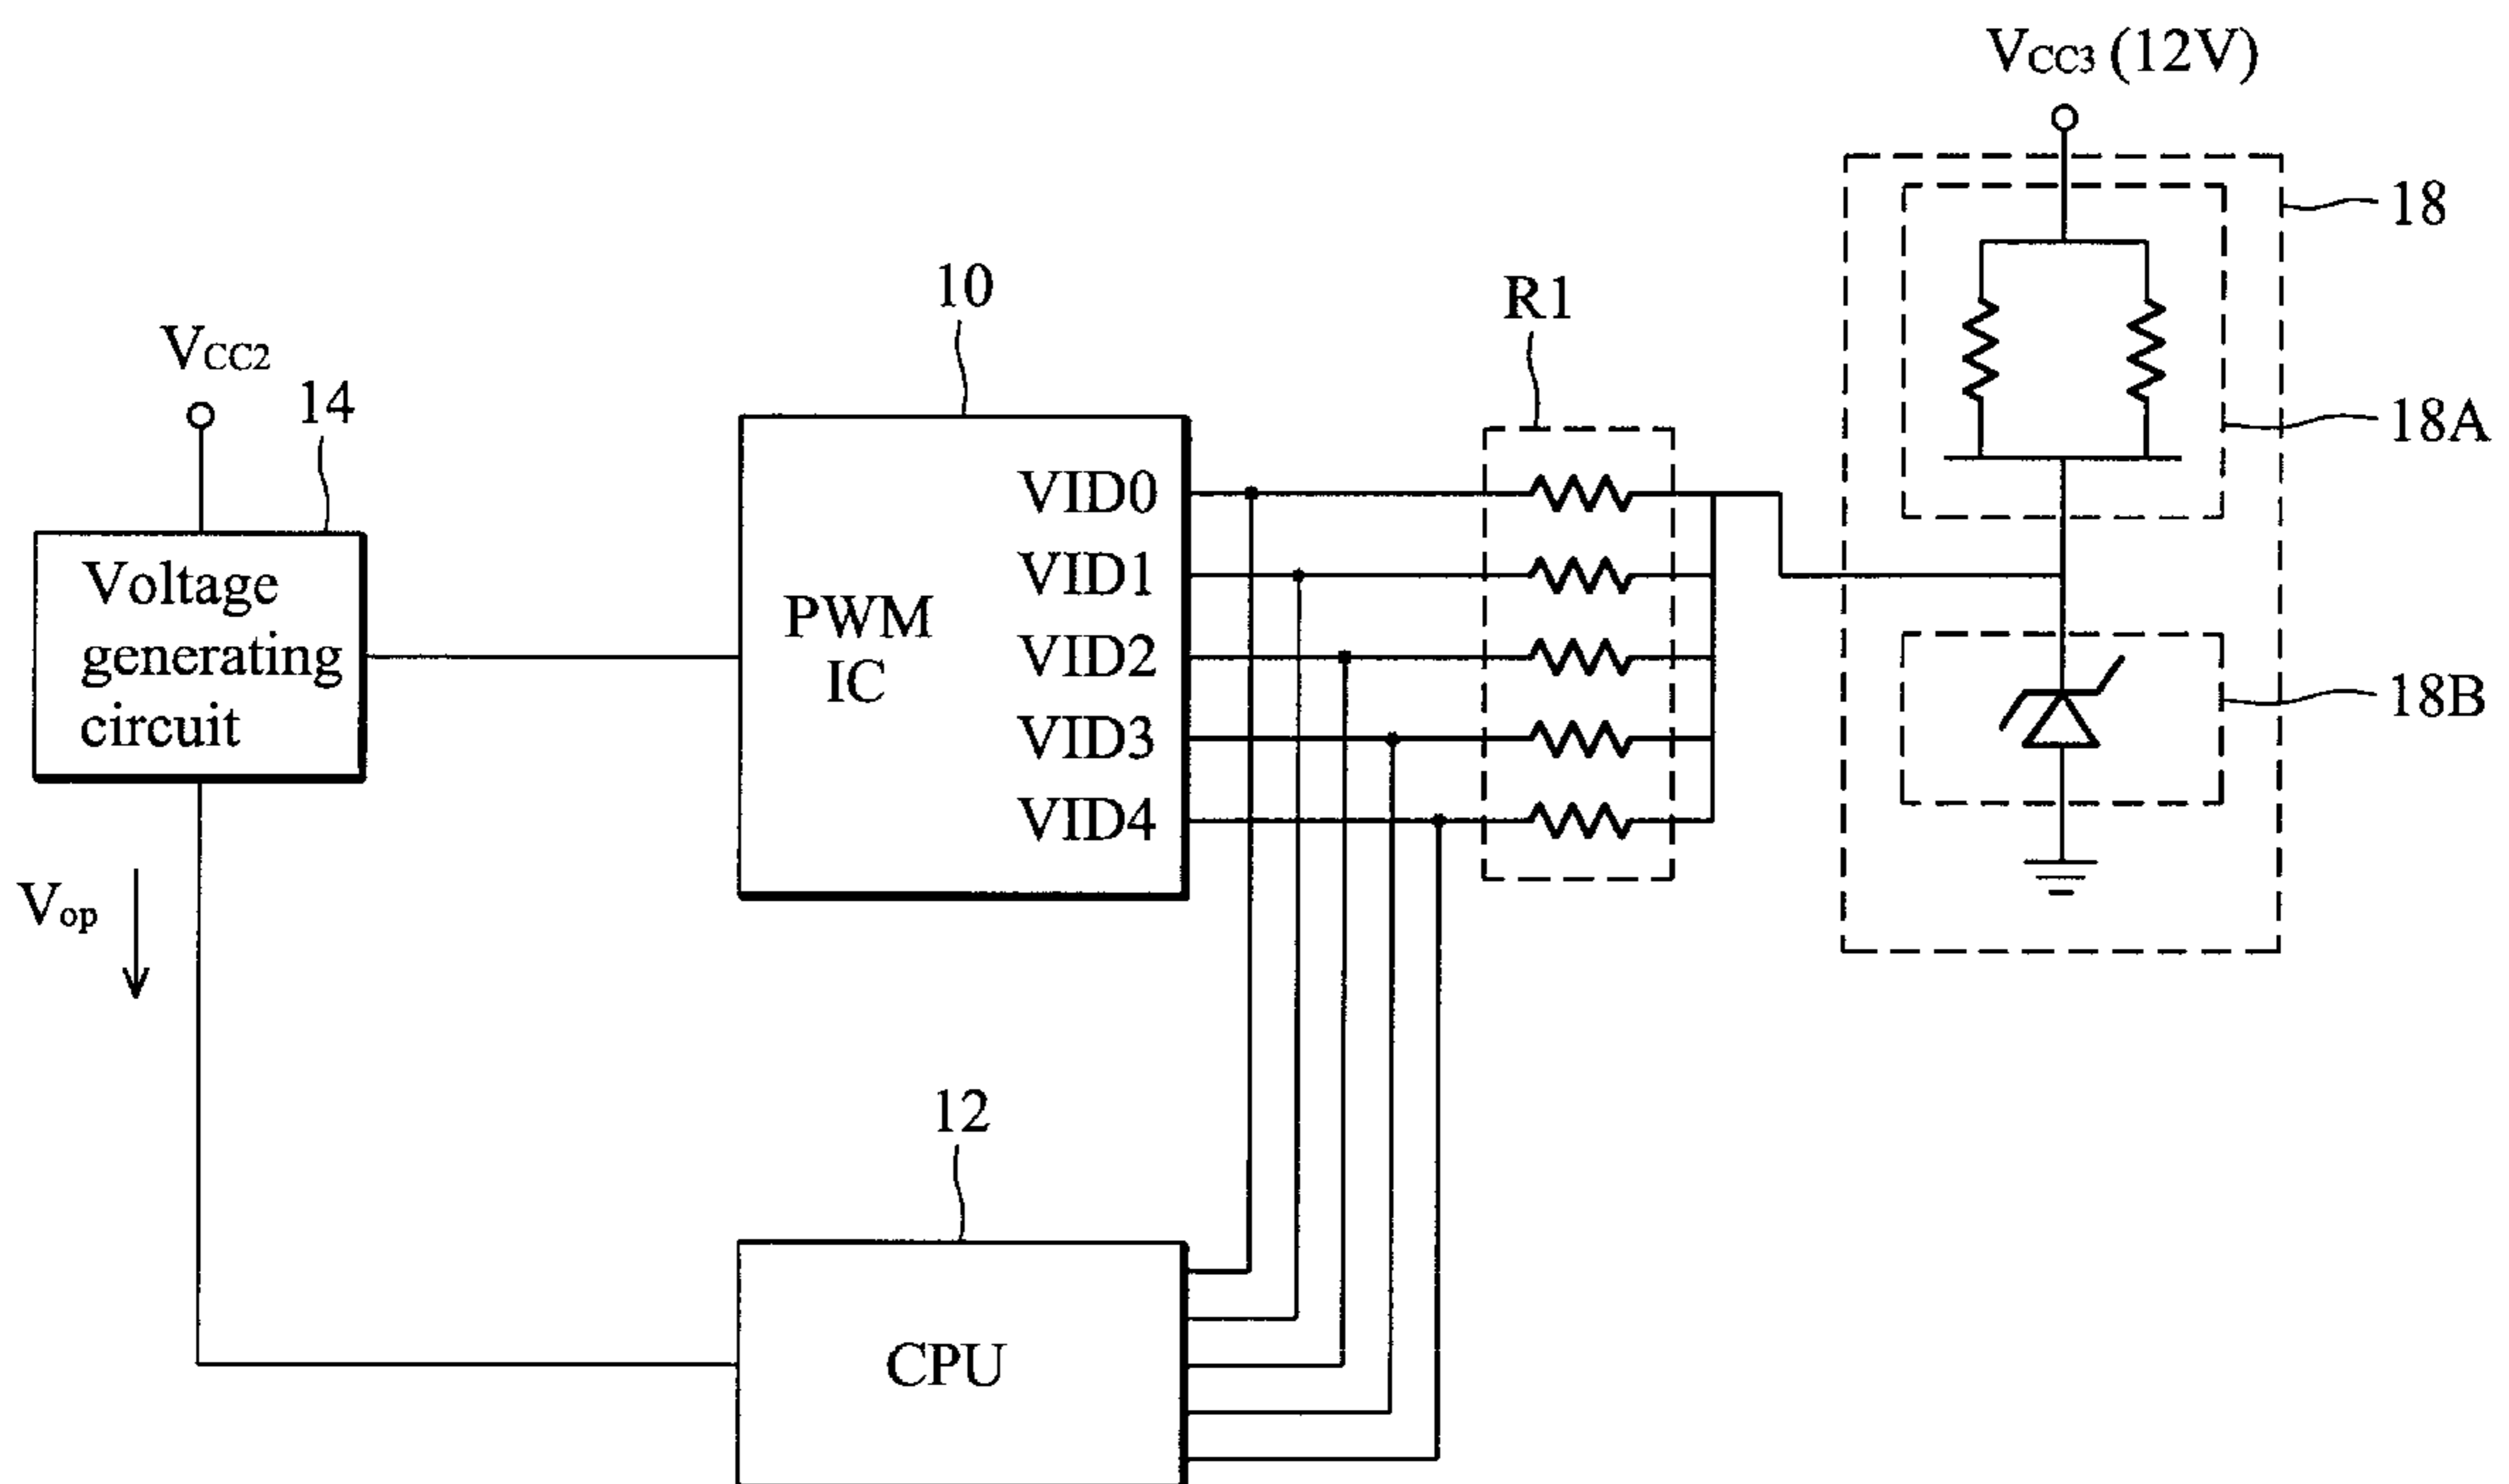 VCC3 (12V)
18
10
R1
VCC2
14
18A
VID0
Voltage
generating
circuit
VID1
PWM
IC
VID2
18B
VID3
VID4
Vop
12
CPU